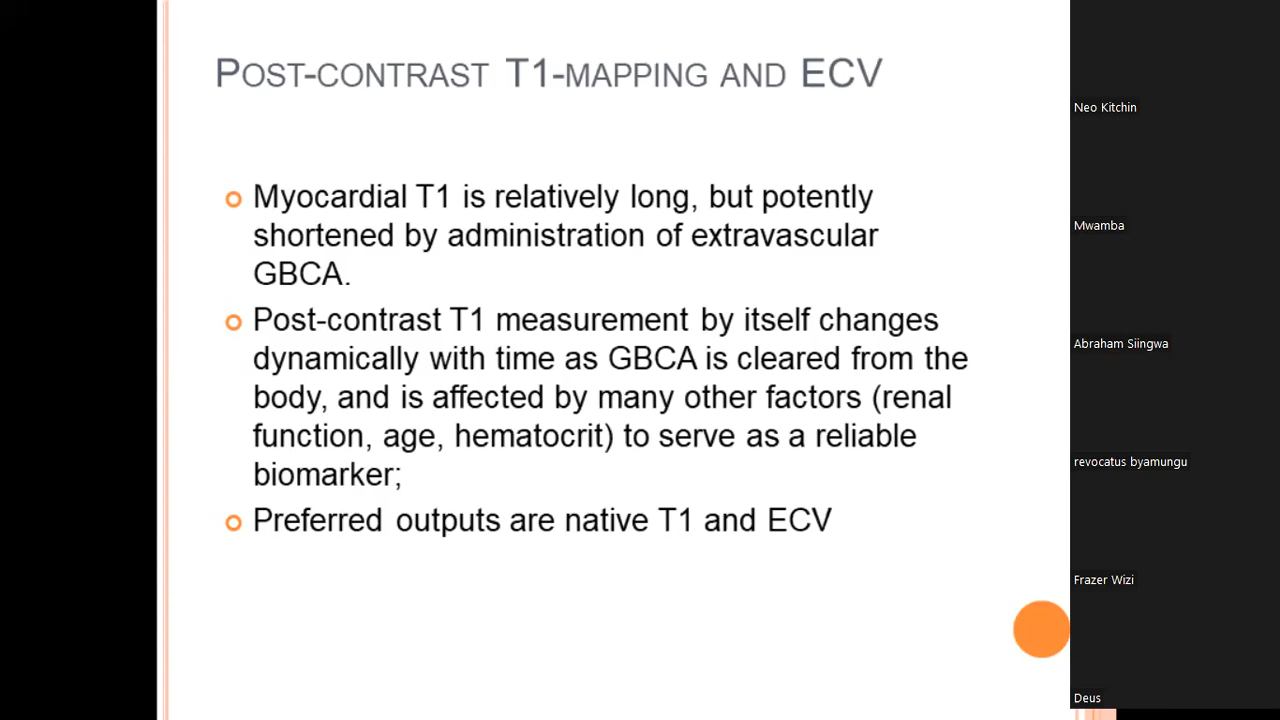 POST-CONTRAST T1-MAPPING AND ECV
Myocardial T1 is relatively long, but potently
shortened by administration of extravascular
GBCA.
Post-contrast T1 measurement by itself changes
dynamically with time as GBCA is cleared from the
body, and is affected by many other factors (renal
function, age, hematocrit) to serve as a reliable
biomarker;
Preferred outputs are native T1 and ECV
Neo Kitchin
Mwamba
Abraham Siingwa
revocatus byamungu
Frazer Wizi
Deus